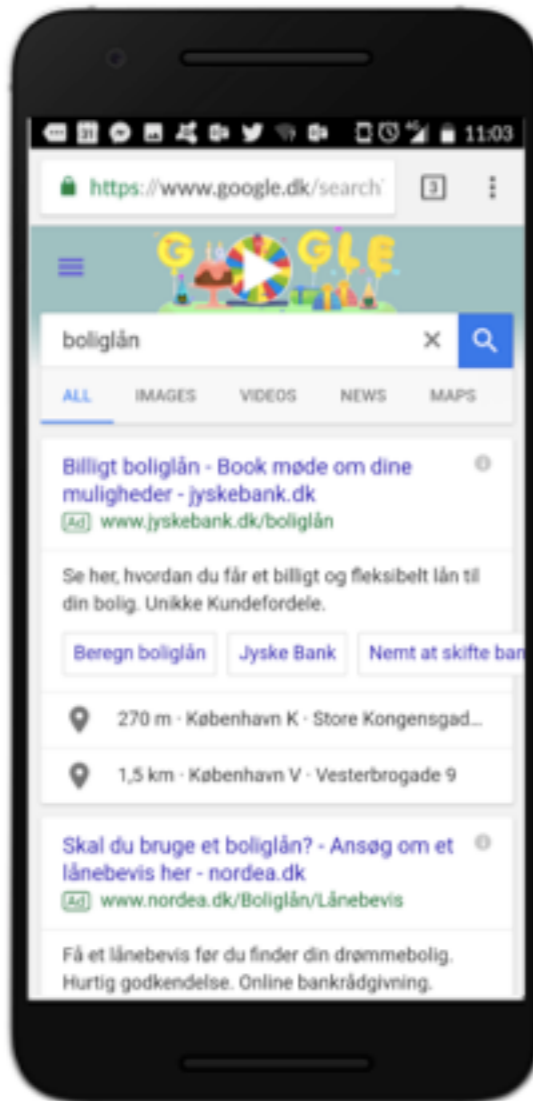 31
4G
11:03
https://www.google.dk/search
3
G GLE
boliglån
ALL IMAGES VIDEOS NEWS MAPS
Billigt boliglån - Book møde om dine
muligheder - jyskebank.dk
Ad www.jyskebank.dk/boliglån
Se her, hvordan du får et billigt og fleksibelt lån til
din bolig. Unikke Kundefordele.
Beregn boliglån Jyske Bank Nemt at skifte ban
270 m · København K · Store Kongensgad...
1,5 km · København V · Vesterbrogade 9
Skal du bruge et boliglån? - Ansøg om et
lånebevis her - nordea.dk
Ad www.nordea.dk/Boliglån/Lånebevis
Få et lånebevis før du finder din drømmebolig.
Hurtig godkendelse. Online bankrådgivning.